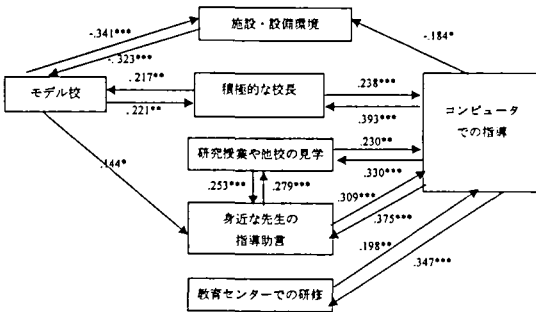 -.341***
施設・設備環境
-.184*
-.323***
.217**
モデル校
積極的な校長
.238***
.221**
.393***
コンピュータ
での指導
研究授業や他校の見学
.230**
.144*
.330***
.253***
.279***
.309***
身近な先生の
指導助言
.375***
.198**
.347***
教育センターでの研修